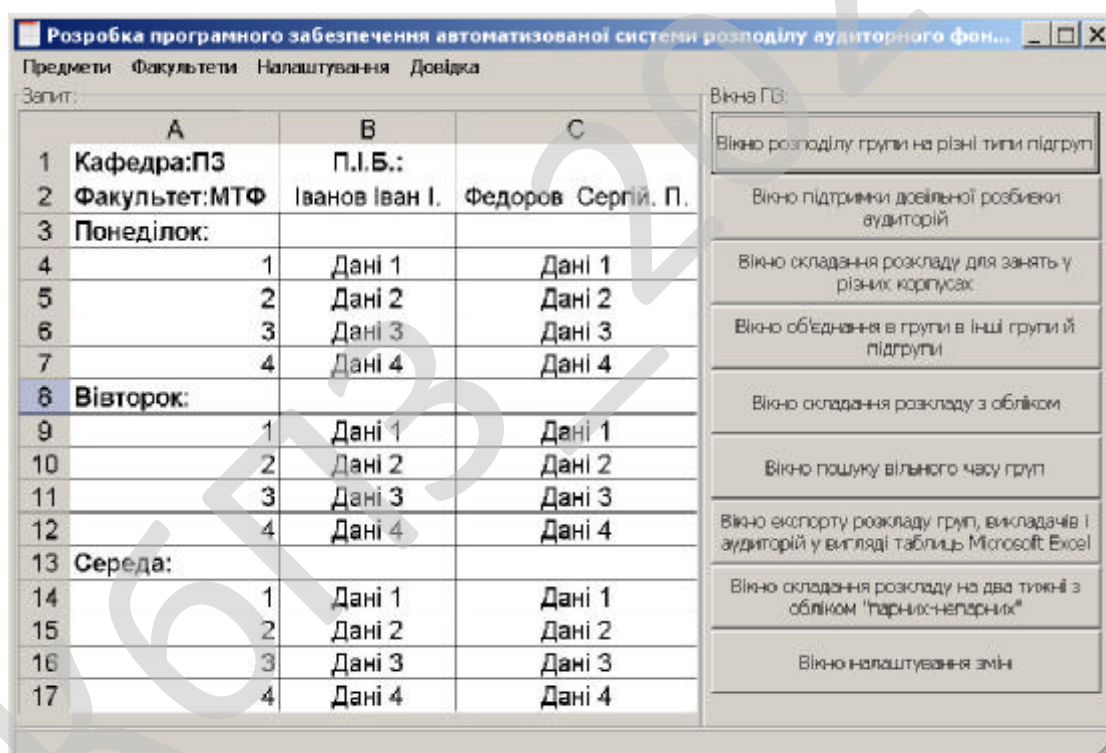 Розробка програмного забезпечення автоматизованої системи розподілу аудиторного фон...
Предмети Факультети Налаштування Довідка
Запит:
A B C
1 Кафедра:ПЗ П.І.Б.:
2 Факультет:МТФ Іванов Іван І. Федоров Сергій. П.
3 Понеділок:
4 1 Дані 1 Дані 1
5 2 Дані 2 Дані 2
6 3 Дані 3 Дані 3
7 4 Дані 4 Дані 4
8 Вівторок:
9 1 Дані 1 Дані 1
10 2 Дані 2 Дані 2
11 3 Дані 3 Дані 3
12 4 Дані 4 Дані 4
13 Середа:
14 1 Дані 1 Дані 1
15 2 Дані 2 Дані 2
16 3 Дані 3 Дані 3
17 4 Дані 4 Дані 4
Вікна ПЗ:
Вікно розподілу групи на різні типи підгруп
Вікно підтримки довільної розбивки
аудиторій
Вікно складання розкладу для занять у
різних корпусах
Вікно об'єднання в групи в інші групи й
підгрупи
Вікно складання розкладу з обліком
Вікно пошуку вільного часу груп
Вікно експорту розкладу груп, викладачів і
аудиторій у вигляді таблиць Microsoft Excel
Вікно складання розкладу на два тижні з
обліком "парних-непарних"
Вікно налаштування змін